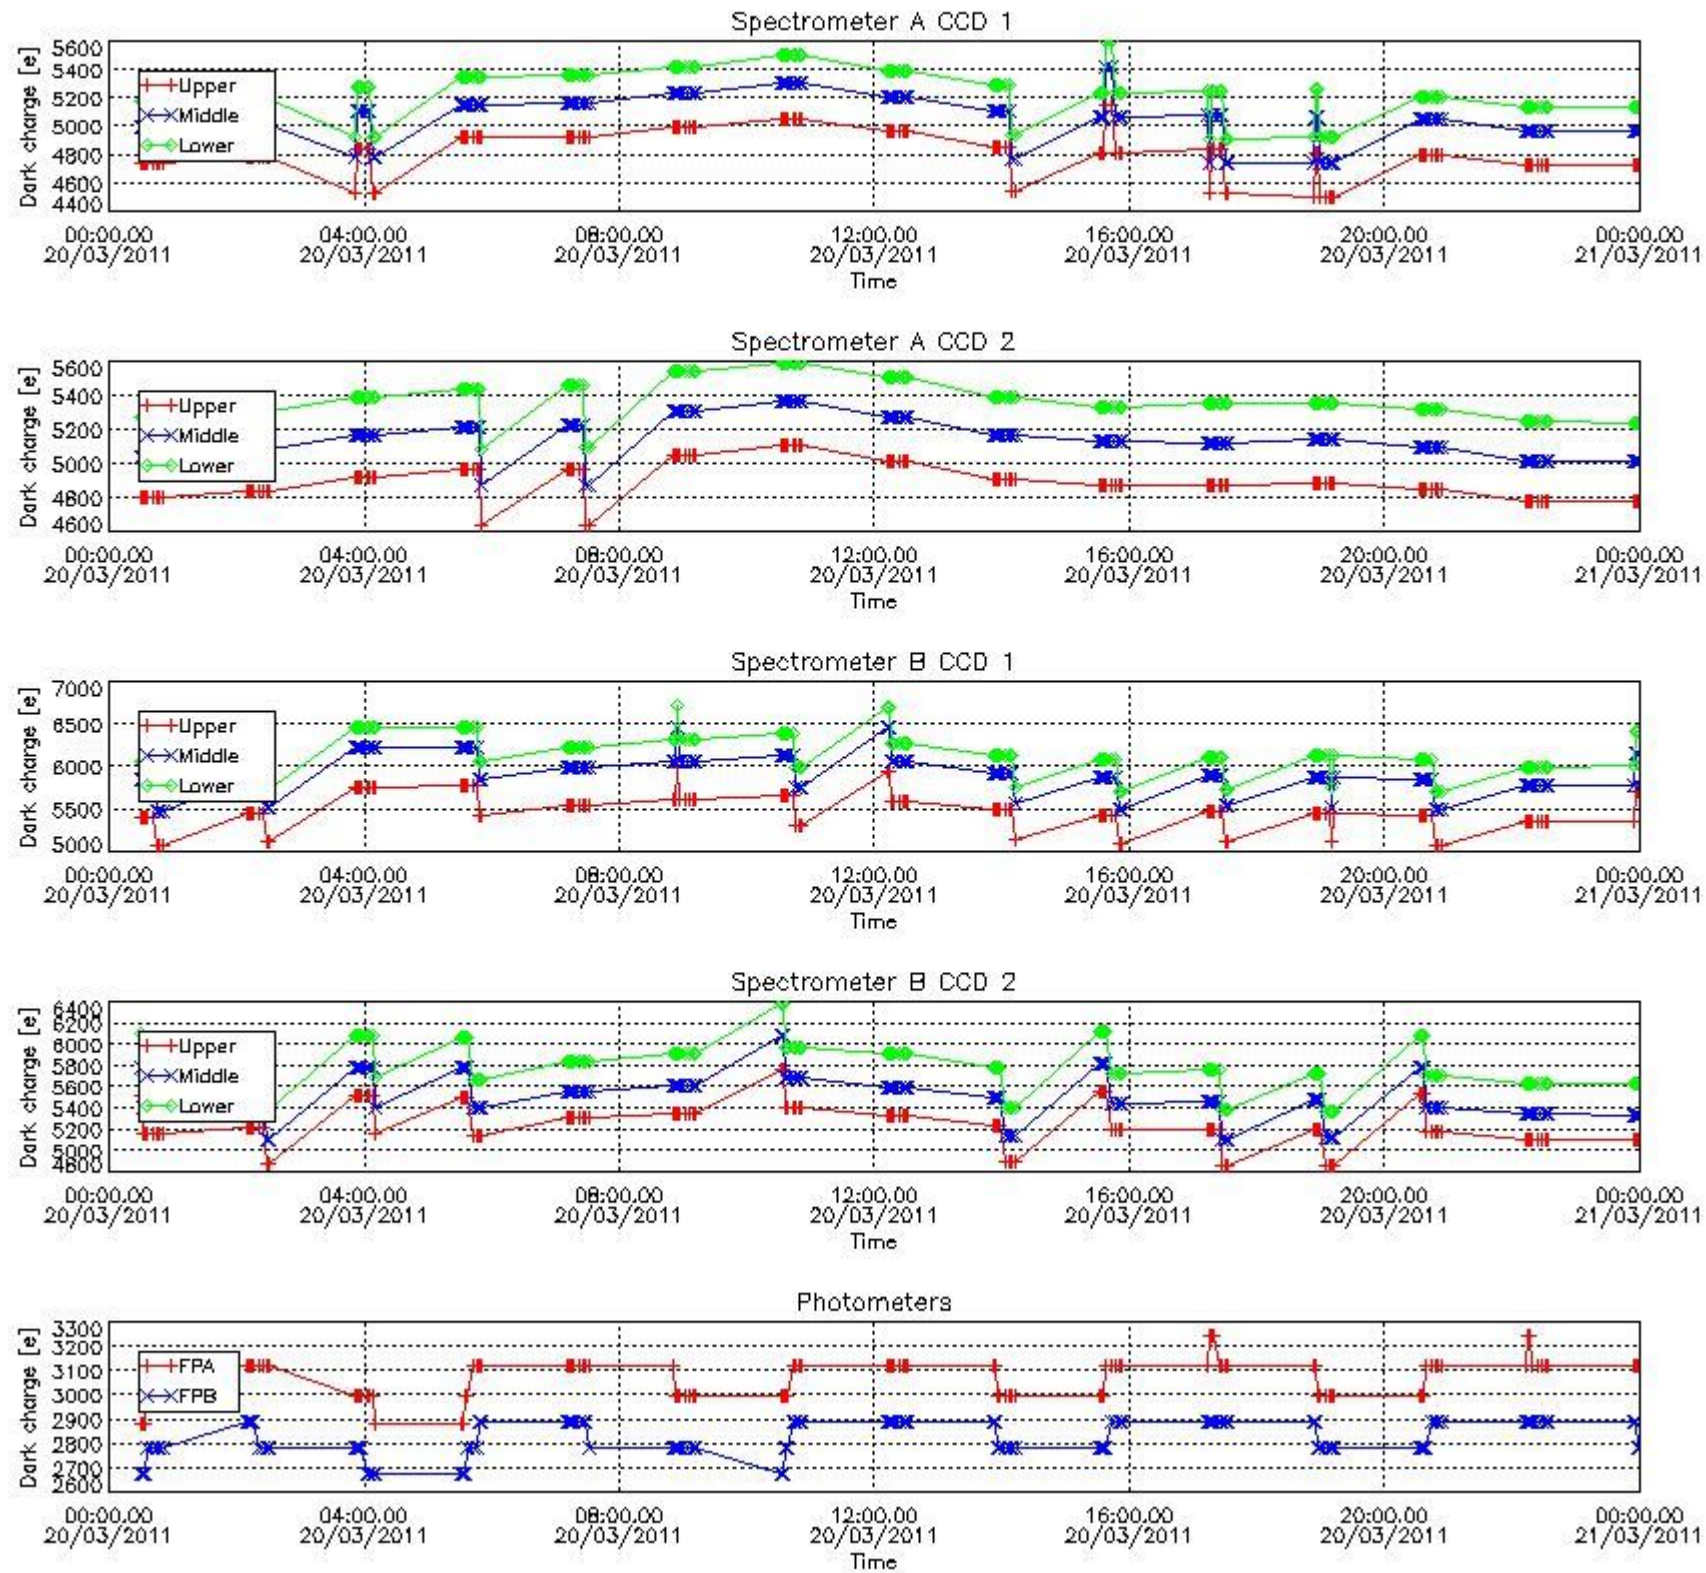 Spectrometer A CCD 1
Dark charge [e]
5600
5400
5200
5000
4800
4600
4400
Upper
Middle
Lower
00:00.00 04:00.00 08:00.00 12:00.00 16:00.00 20:00.00 00:00.00
20/03/2011 20/03/2011 20/03/2011 20/03/2011 20/03/2011 20/03/2011 21/03/2011
Time
Spectrometer A CCD 2
Dark charge [e]
5600
5400
5200
5000
4800
4600
Upper
Middle
Lower
00:00.00 04:00.00 08:00.00 12:00.00 16:00.00 20:00.00 00:00.00
20/03/2011 20/03/2011 20/03/2011 20/03/2011 20/03/2011 20/03/2011 21/03/2011
Time
Spectrometer B CCD 1
Dark charge [e]
7000
6500
6000
5500
5000
Upper
Middle
Lower
00:00.00 04:00.00 08:00.00 12:00.00 16:00.00 20:00.00 00:00.00
20/03/2011 20/03/2011 20/03/2011 20/03/2011 20/03/2011 20/03/2011 21/03/2011
Time
Spectrometer B CCD 2
Dark charge [e]
6400
6200
6000
5800
5600
5400
5200
5000
4800
Upper
Middle
Lower
00:00.00 04:00.00 08:00.00 12:00.00 16:00.00 20:00.00 00:00.00
20/03/2011 20/03/2011 20/03/2011 20/03/2011 20/03/2011 20/03/2011 21/03/2011
Time
Photometers
Dark charge [e]
3300
3200
3100
3000
2900
2800
2700
2600
FPA
FPB
00:00.00 04:00.00 08:00.00 12:00.00 16:00.00 20:00.00 00:00.00
20/03/2011 20/03/2011 20/03/2011 20/03/2011 20/03/2011 20/03/2011 21/03/2011
Time